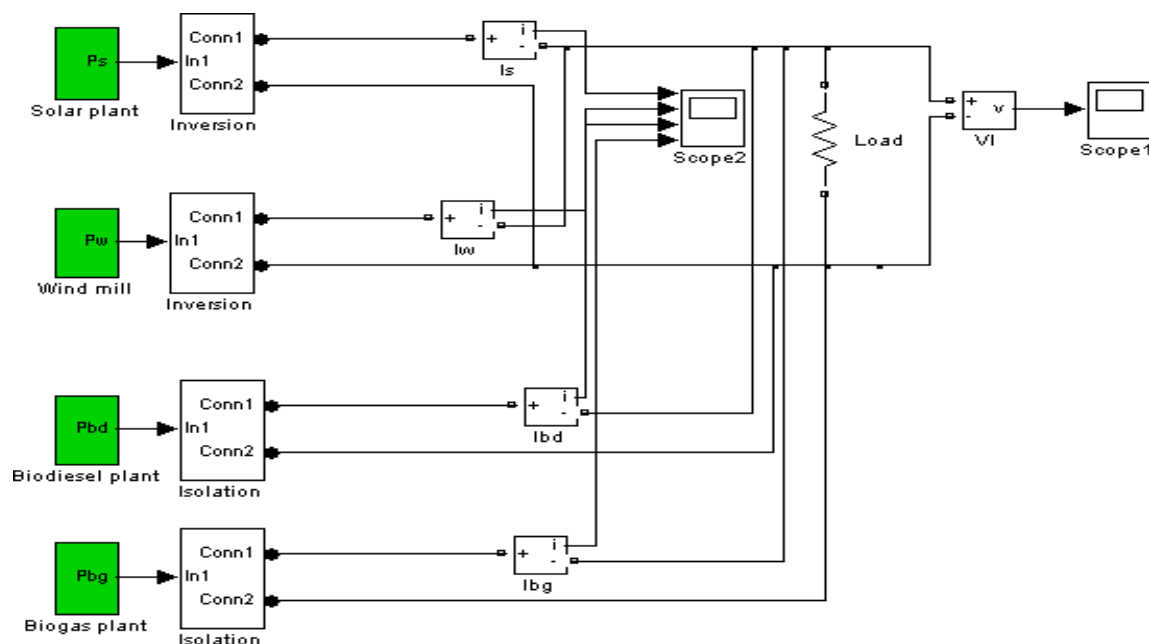 Ps
Solar plant
Conn1
In1
Conn2
Inversion
+
i
-
Is
Scope2
Load
+
-
v
VI
Scope1
Pw
Wind mill
Conn1
In1
Conn2
Inversion
+
i
-
Iw
Pbd
Biodiesel plant
Conn1
In1
Conn2
Isolation
+
i
-
Ibd
Pbg
Biogas plant
Conn1
In1
Conn2
Isolation
+
i
-
Ibg